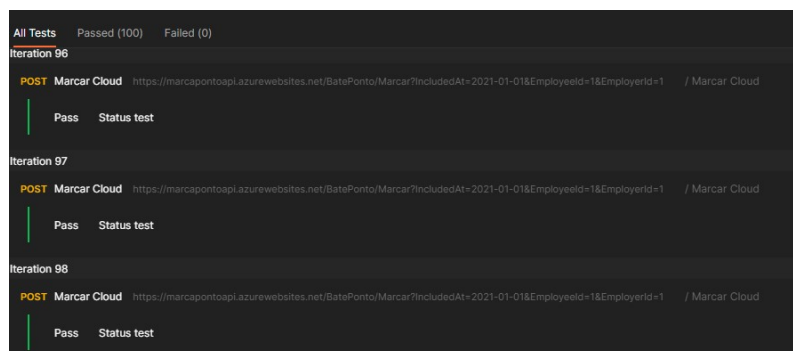 All Tests Passed (100) Failed (0)
Iteration 96
POST Marcar Cloud https://marcapontoapi.azurewebsites.net/BatePonto/Marcar?IncludedAt=2021-01-01&EmployeeId=1&EmployerId=1 / Marcar Cloud
Pass Status test
Iteration 97
POST Marcar Cloud https://marcapontoapi.azurewebsites.net/BatePonto/Marcar?IncludedAt=2021-01-01&EmployeeId=1&EmployerId=1 / Marcar Cloud
Pass Status test
Iteration 98
POST Marcar Cloud https://marcapontoapi.azurewebsites.net/BatePonto/Marcar?IncludedAt=2021-01-01&EmployeeId=1&EmployerId=1 / Marcar Cloud
Pass Status test